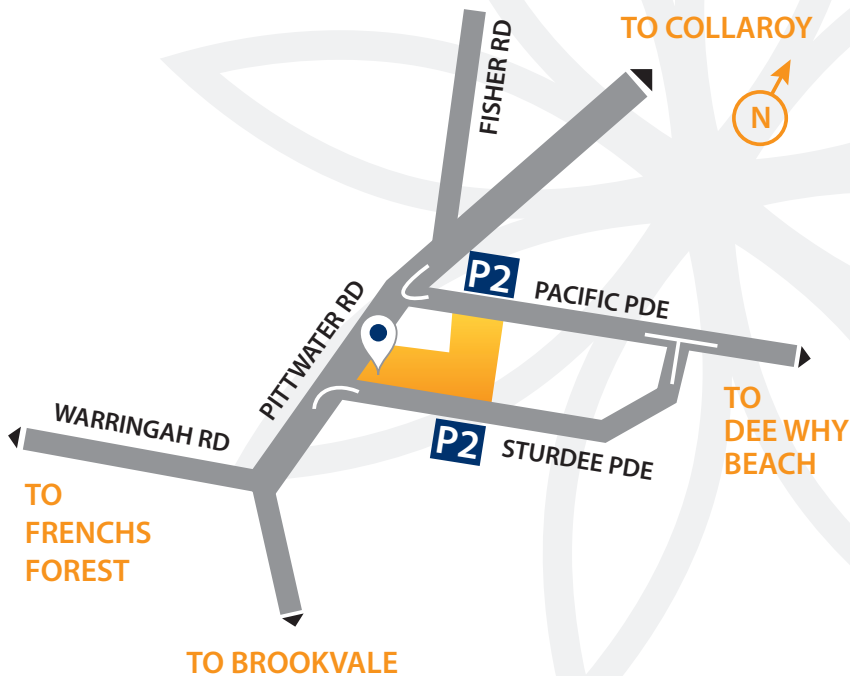 TO COLLAROY
FISHER RD
N
P2
PACIFIC PDE
PITTWATER RD
WARRINGAH RD
P2
STURDEE PDE
TO
DEE WHY
BEACH
TO
FRENCHS
FOREST
TO BROOKVALE